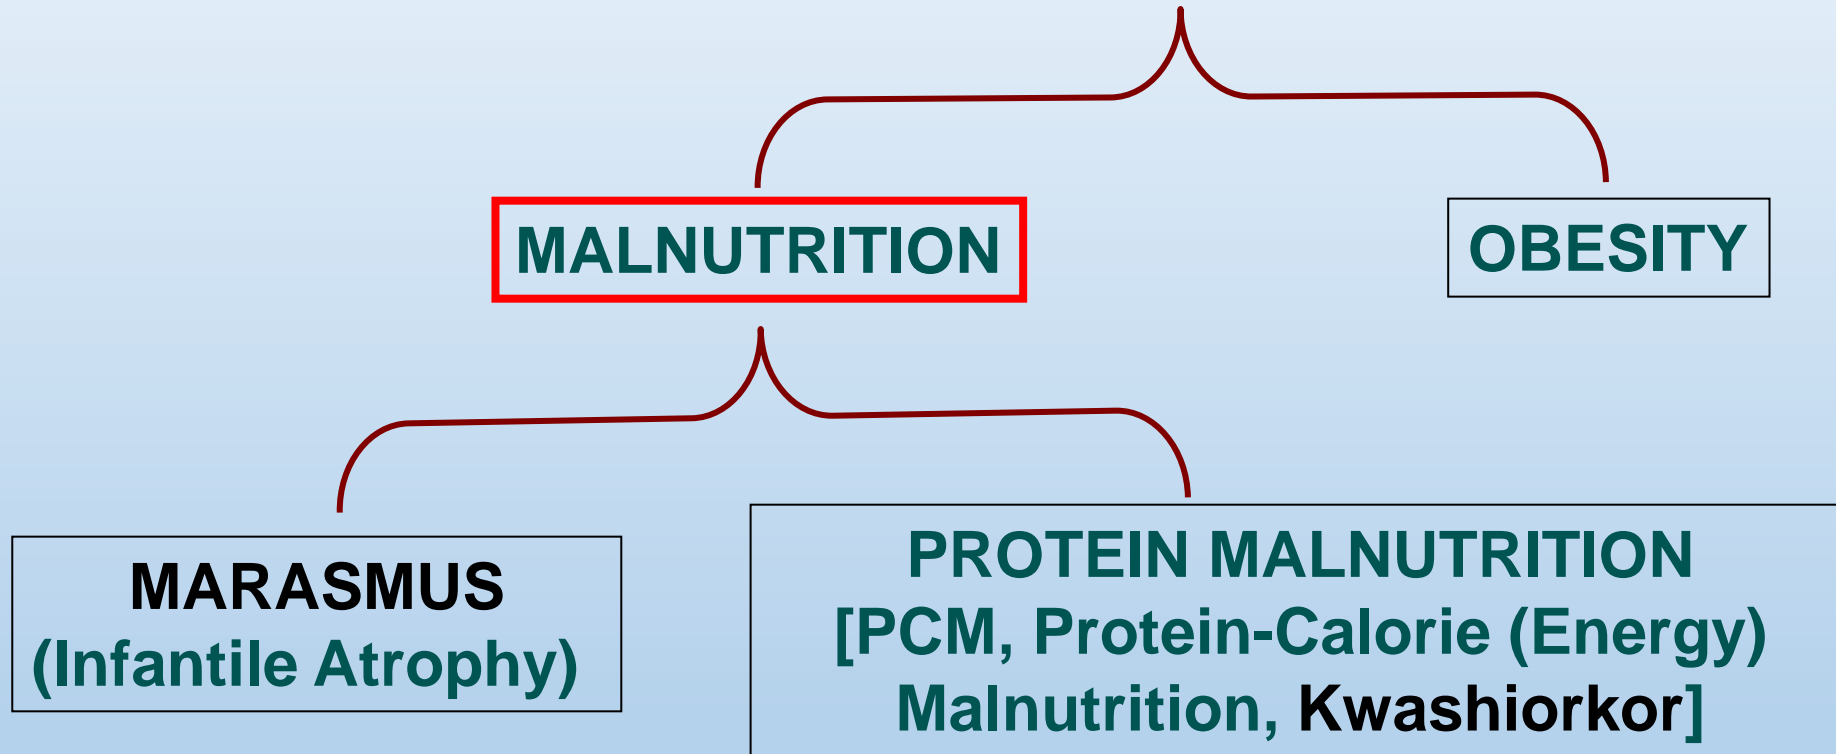 MALNUTRITION
OBESITY
MARASMUS
(Infantile Atrophy)
PROTEIN MALNUTRITION
[PCM, Protein-Calorie (Energy)
Malnutrition, Kwashiorkor]